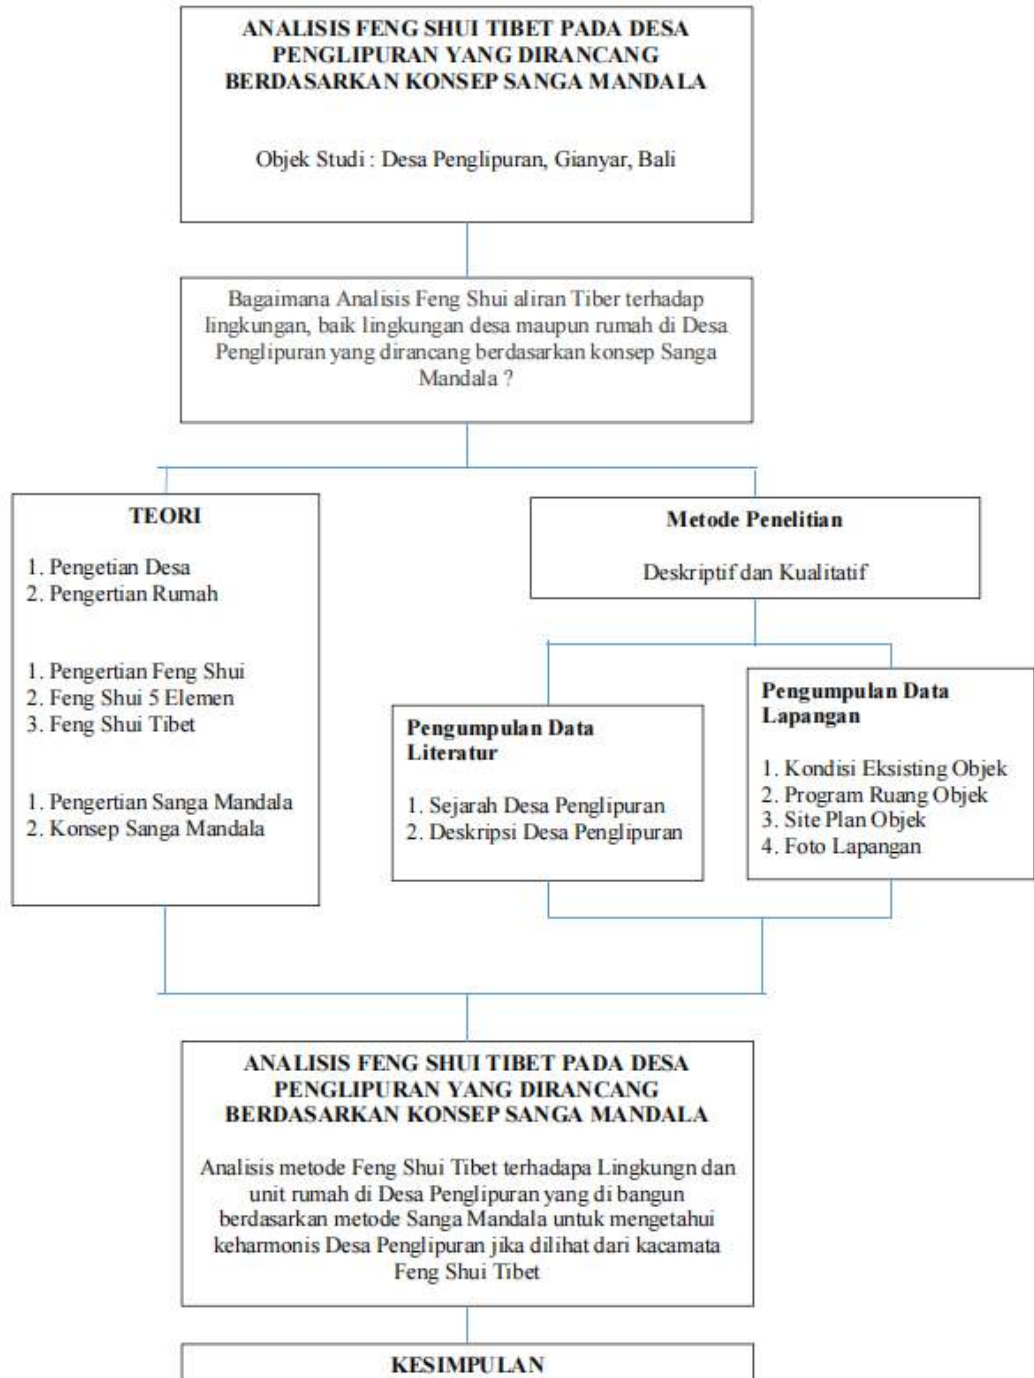 ANALISIS FENG SHUI TIBET PADA DESA
PENGLIPURAN YANG DIRANCANG
BERDASARKAN KONSEP SANGA MANDALA
Objek Studi : Desa Penglipuran, Gianyar, Bali
Bagaimana Analisis Feng Shui aliran Tiber terhadap
lingkungan, baik lingkungan desa maupun rumah di Desa
Penglipuran yang dirancang berdasarkan konsep Sanga
Mandala ?
TEORI
1. Pengetian Desa
2. Pengertian Rumah
1. Pengertian Feng Shui
2. Feng Shui 5 Elemen
3. Feng Shui Tibet
1. Pengertian Sanga Mandala
2. Konsep Sanga Mandala
Metode Penelitian
Deskriptif dan Kualitatif
Pengumpulan Data
Literatur
1. Sejarah Desa Penglipuran
2. Deskripsi Desa Penglipuran
Pengumpulan Data
Lapangan
1. Kondisi Eksisting Objek
2. Program Ruang Objek
3. Site Plan Objek
4. Foto Lapangan
ANALISIS FENG SHUI TIBET PADA DESA
PENGLIPURAN YANG DIRANCANG
BERDASARKAN KONSEP SANGA MANDALA
Analisis metode Feng Shui Tibet terhadapa Lingkungn dan
unit rumah di Desa Penglipuran yang di bangun
berdasarkan metode Sanga Mandala untuk mengetahui
keharmonis Desa Penglipuran jika dilihat dari kacamata
Feng Shui Tibet
KESIMPULAN